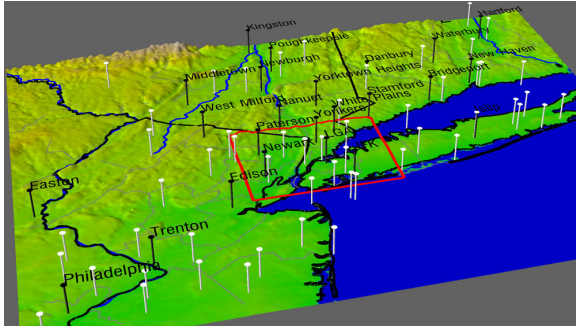 Hartford
Kingston
Waterbury
Poughkeepsie
Danbury
New Haven
Newburgh
Middletown
Bridgeport
Yorktown Heights
Stamford
White Plains
Nanuet
West Milford
Yonkers
Paterson
LGA
Newark
Edison
Easton
Trenton
Philadelphia